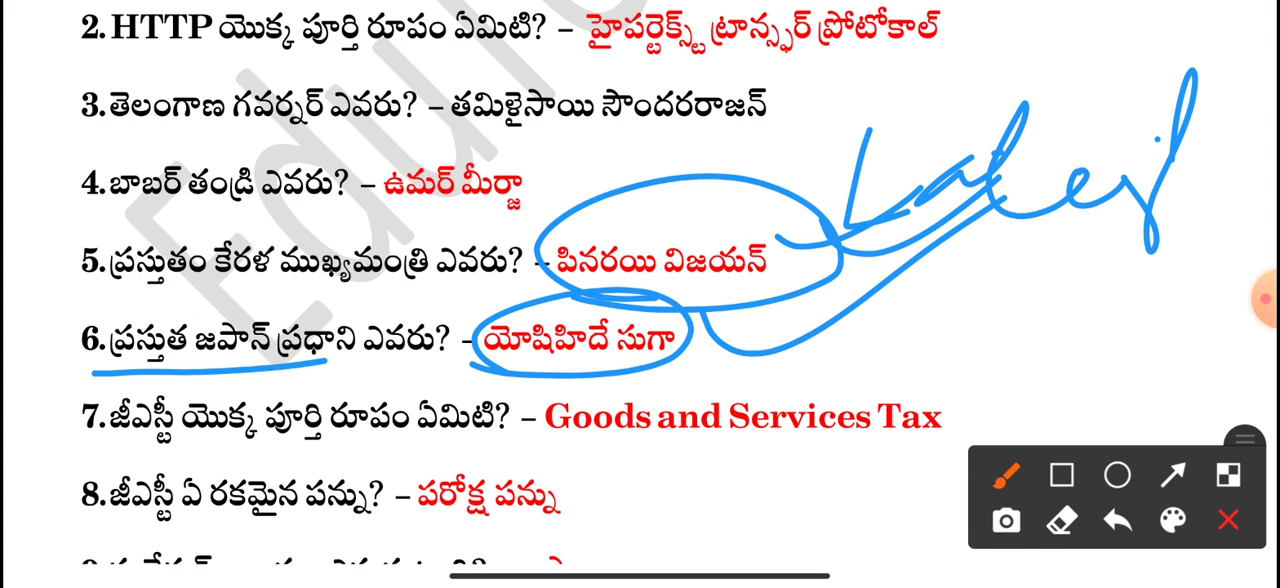 2. HTTP యొక్క పూర్తి రూపం ఏమిటి? – హైపర్టెక్స్ట్ ట్రాన్స్ఫర్ ప్రోటోకాల్
3. తెలంగాణ గవర్నర్ ఎవరు? – తమిళైసాయి సౌందరరాజన్
4. బాబర్ తండ్రి ఎవరు? – ఉమర్ మీర్జా
5. ప్రస్తుతం కేరళ ముఖ్యమంత్రి ఎవరు? – పినరయి విజయన్
6. ప్రస్తుత జపాన్ ప్రధాని ఎవరు? – యోషిహిదే సుగా
7. జీఎస్టీ యొక్క పూర్తి రూపం ఏమిటి? – Goods and Services Tax
8. జీఎస్టీ ఏ రకమైన పన్ను? – పరోక్ష పన్ను